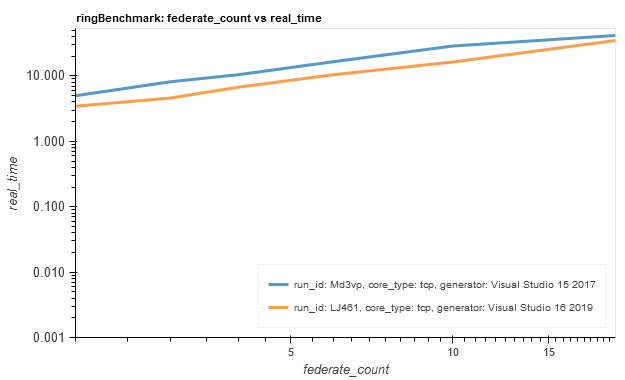 ringBenchmark: federate_count vs real_time
real_time
10.000
1.000
0.100
0.010
0.001
run_id: Md3vp, core_type: tcp, generator: Visual Studio 15 2017
run_id: LJ461, core_type: tcp, generator: Visual Studio 16 2019
5
10
15
federate_count